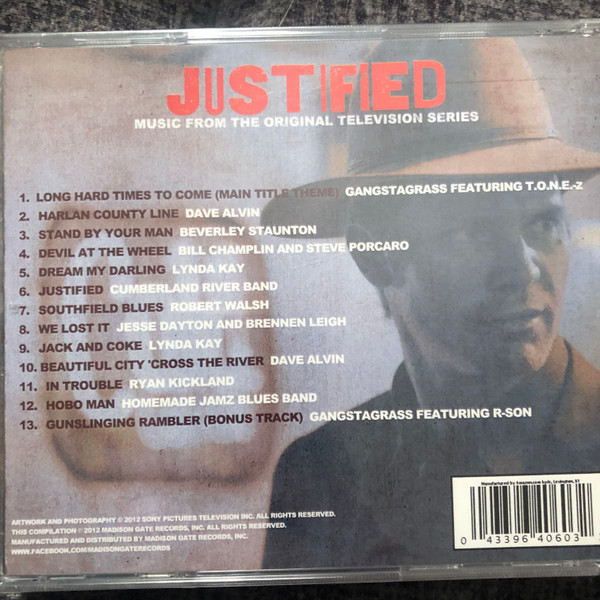 JUSTIFIED
MUSIC FROM THE ORIGINAL TELEVISION SERIES
1. LONG HARD TIMES TO COME (MAIN TITLE THEME) GANGSTAGRASS FEATURING T.O.N.E.-Z
2. HARLAN COUNTY LINE DAVE ALVIN
3. STAND BY YOUR MAN BEVERLEY STAUNTON
4. DEVIL AT THE WHEEL BILL CHAMPLIN AND STEVE PORCARO
5. DREAM MY DARLING LYNDA KAY
6. JUSTIFIED CUMBERLAND RIVER BAND
7. SOUTHFIELD BLUES ROBERT WALSH
8. WE LOST IT JESSE DAYTON AND BRENNEN LEIGH
9. JACK AND COKE LYNDA KAY
10. BEAUTIFUL CITY 'CROSS THE RIVER DAVE ALVIN
11. IN TROUBLE RYAN KICKLAND
12. HOBO MAN HOMEMADE JAMZ BLUES BAND
13. GUNSLINGING RAMBLER (BONUS TRACK) GANGSTAGRASS FEATURING R-SON
Manufactured by Amazon.com
ARTWORK AND PHOTOGRAPHY © 2012 SONY PICTURES TELEVISION INC. ALL RIGHTS RESERVED.
THIS COMPILATION ℗ 2012 MADISON GATE RECORDS, INC. ALL RIGHTS RESERVED.
MANUFACTURED AND DISTRIBUTED BY MADISON GATE RECORDS, INC.
WWW.FACEBOOK.COM/MADISONGATERECORDS
0 43396 40603